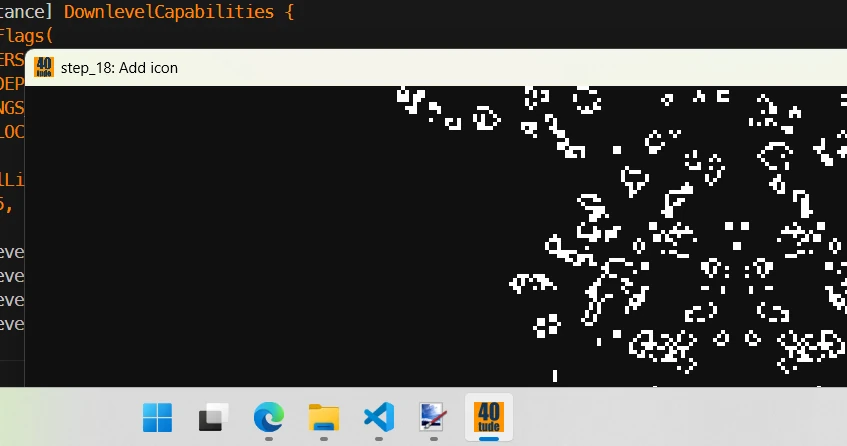 tance] DownlevelCapabilities {
Flags(
ERS
DEP
NGS
LOC
lLi
5,
eve
eve
eve
eve
40
tude
step_18: Add icon
40
tude